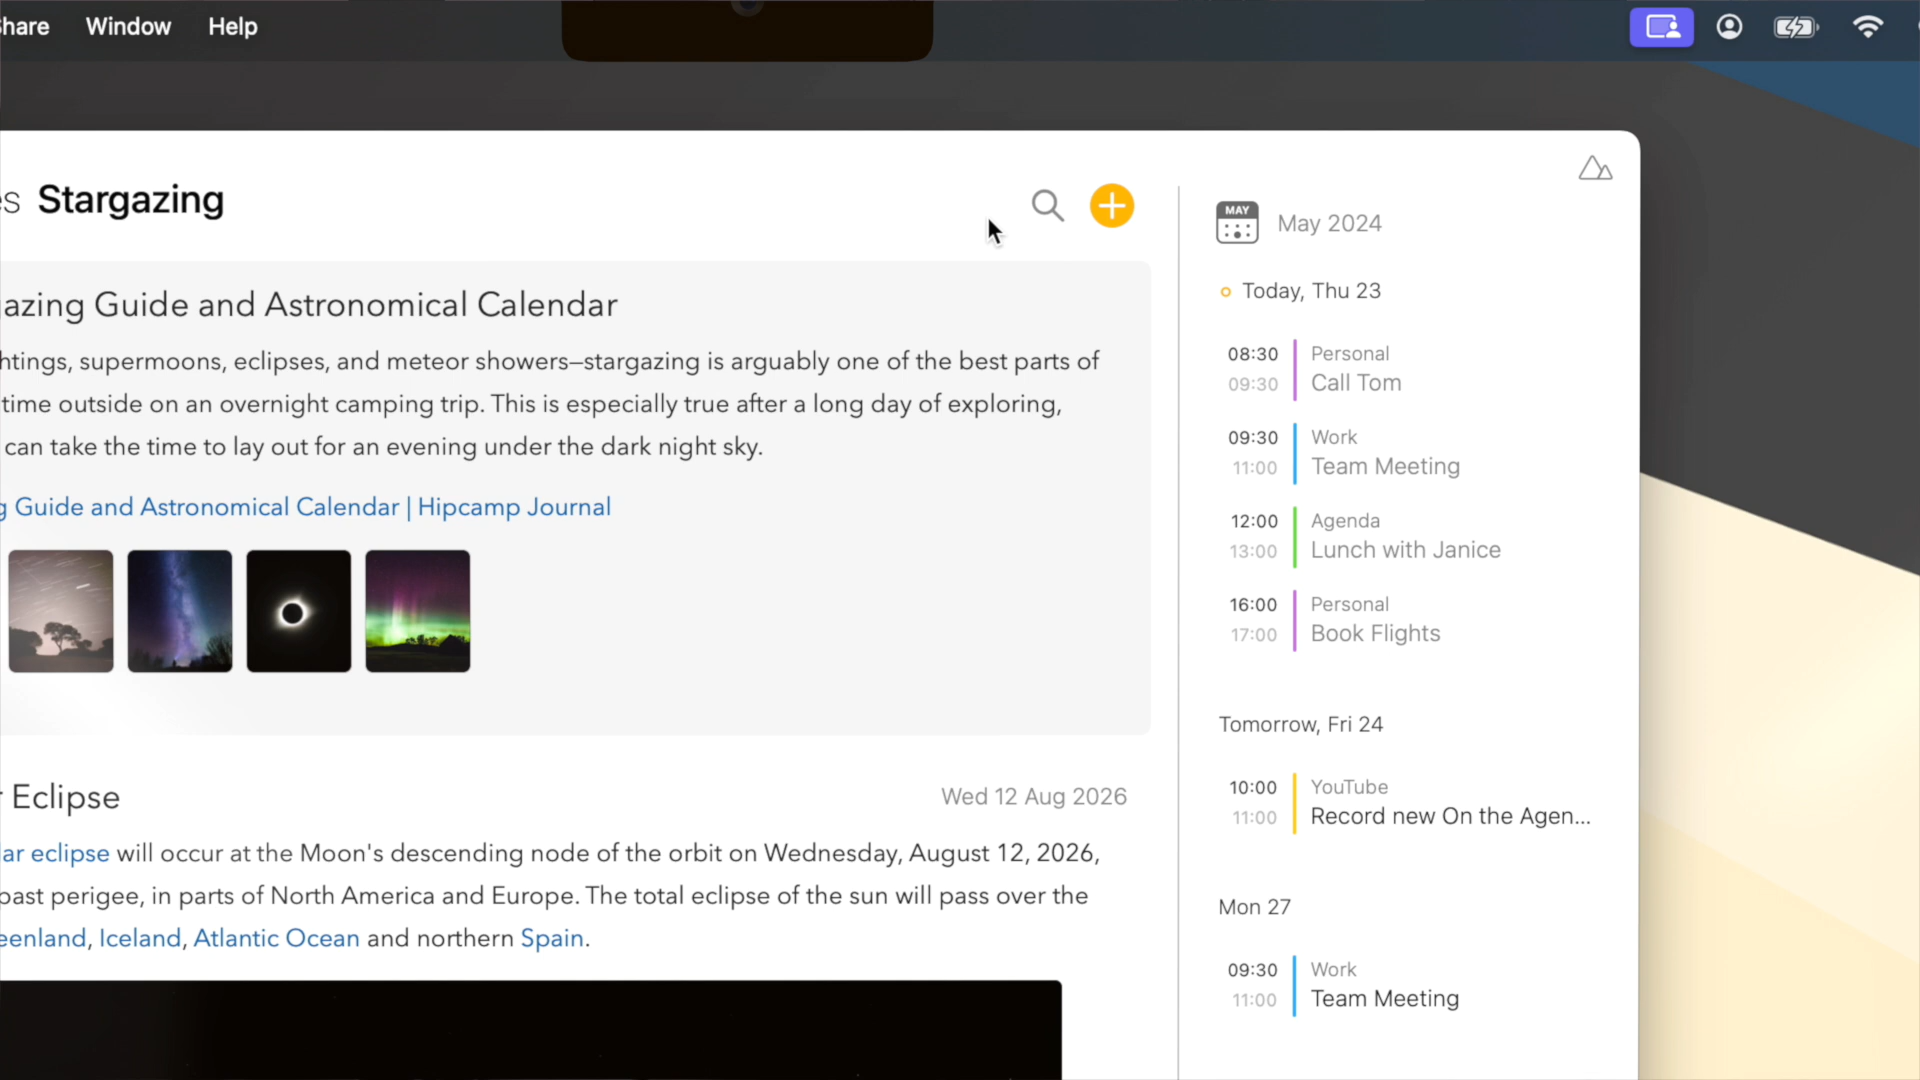 Share Window Help
es Stargazing
MAY
May 2024
azing Guide and Astronomical Calendar
htings, supermoons, eclipses, and meteor showers—stargazing is arguably one of the best parts of
time outside on an overnight camping trip. This is especially true after a long day of exploring,
can take the time to lay out for an evening under the dark night sky.
g Guide and Astronomical Calendar | Hipcamp Journal
r Eclipse
Wed 12 Aug 2026
ar eclipse will occur at the Moon's descending node of the orbit on Wednesday, August 12, 2026,
past perigee, in parts of North America and Europe. The total eclipse of the sun will pass over the
eenland, Iceland, Atlantic Ocean and northern Spain.
Today, Thu 23
08:30 Personal
09:30 Call Tom
09:30 Work
11:00 Team Meeting
12:00 Agenda
13:00 Lunch with Janice
16:00 Personal
17:00 Book Flights
Tomorrow, Fri 24
10:00 YouTube
11:00 Record new On the Agen...
Mon 27
09:30 Work
11:00 Team Meeting